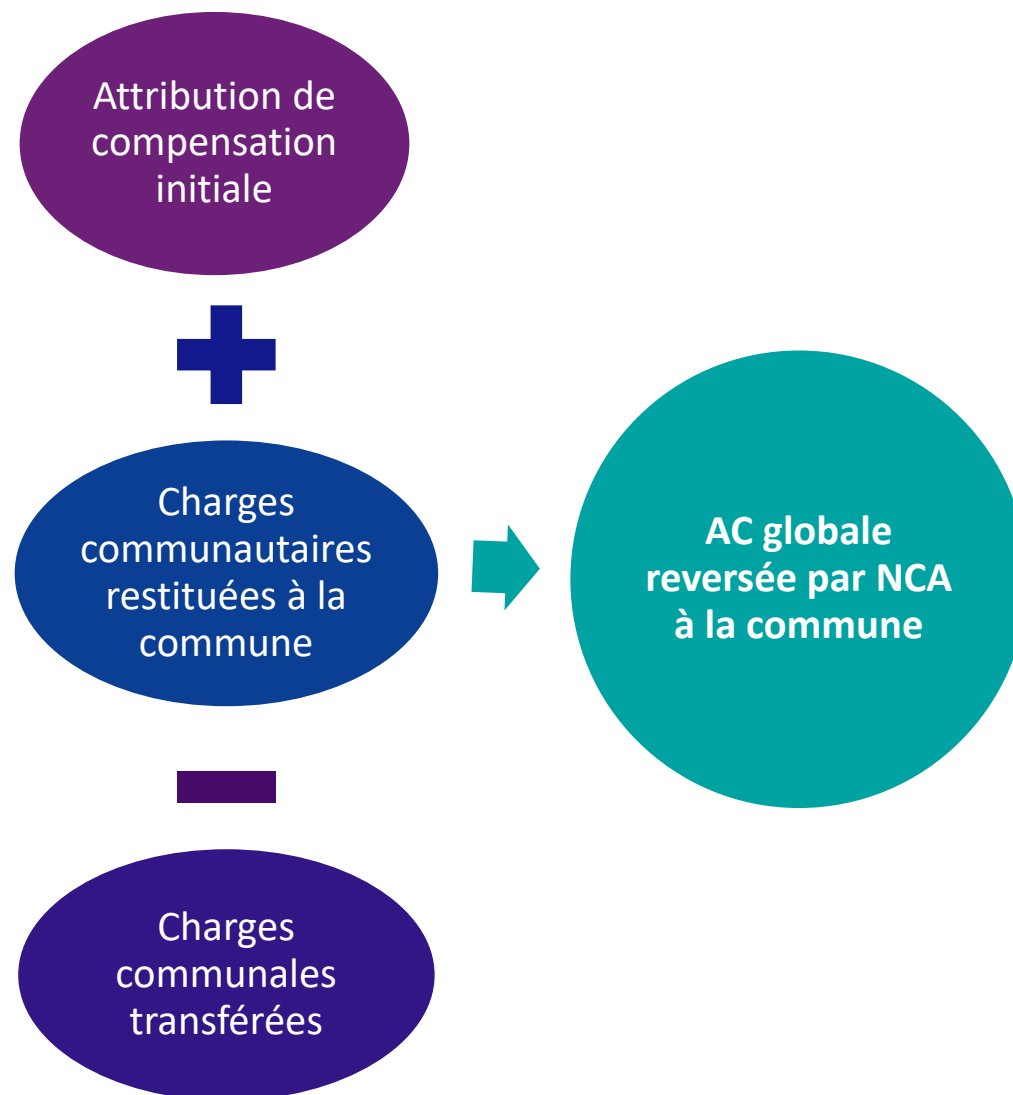 Attribution de
compensation
initiale
Charges
communautaires
restituées à la
commune
AC globale
reversée par NCA
à la commune
Charges
communales
transférées